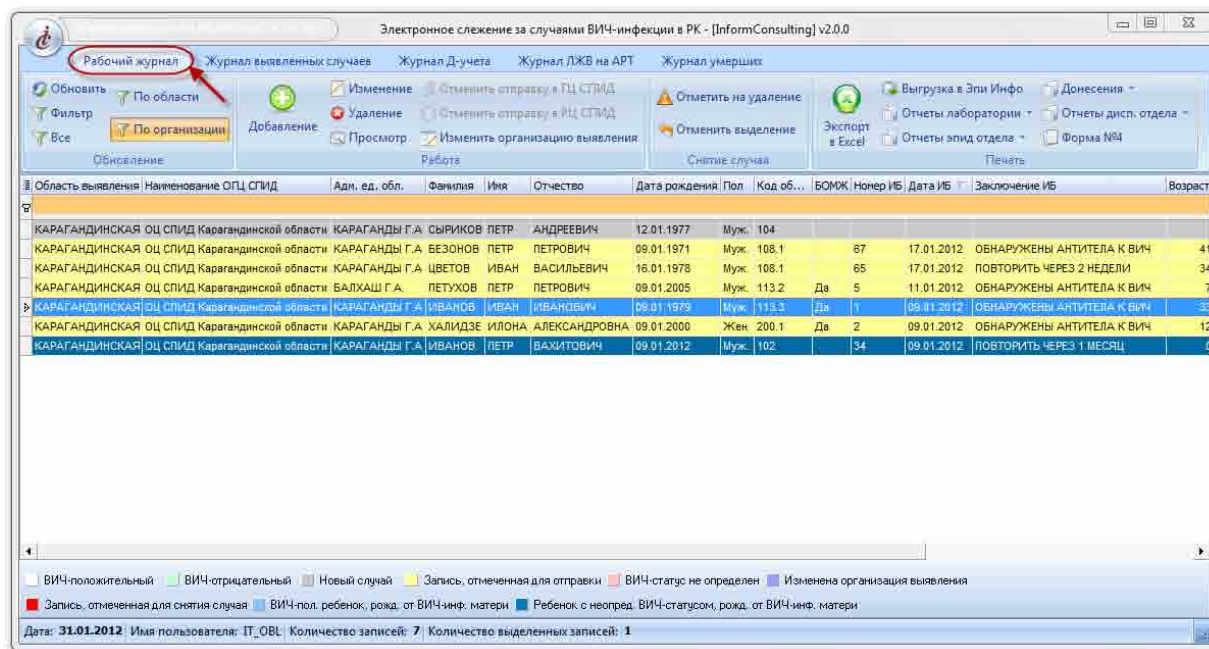 Электронное слежение за случаями ВИЧ-инфекции в РК - [InformConsulting] v2.0.0
Рабочий журнал Журнал выявленных случаев Журнал Д-учета Журнал ЛЖВ на АРТ Журнал умерших
Обновить По области Изменение Отменить отправку в ГЦ СПИД Отметить на удаление Выгрузка в Эпи Инфо Донесения
Фильтр Добавление Удаление Отменить отправку в РЦ СПИД Экспорт в Excel Отчеты лаборатории Отчеты дисп. отдела
Все По организации Просмотр Изменить организацию выявления Отменить выделение Отчеты эпид отдела Форма №4
Обновление Работа Снятие случая Печать
Область выявления Наименование ОГЦ СПИД Адм. ед. обл. Фамилия Имя Отчество Дата рождения Пол Код об... БОМЖ Номер ИБ Дата ИБ Заключение ИБ Возраст
КАРАГАНДИНСКАЯ ОЦ СПИД Карагандинской области КАРАГАНДЫ Г.А СЫРИКОВ ПЕТР АНДРЕЕВИЧ 12.01.1977 Муж. 104
КАРАГАНДИНСКАЯ ОЦ СПИД Карагандинской области КАРАГАНДЫ Г.А БЕЗОНОВ ПЕТР ПЕТРОВИЧ 09.01.1971 Муж. 108.1 67 17.01.2012 ОБНАРУЖЕНЫ АНТИТЕЛА К ВИЧ 41
КАРАГАНДИНСКАЯ ОЦ СПИД Карагандинской области КАРАГАНДЫ Г.А ЦВЕТОВ ИВАН ВАСИЛЬЕВИЧ 16.01.1978 Муж. 108.1 65 17.01.2012 ПОВТОРИТЬ ЧЕРЕЗ 2 НЕДЕЛИ 34
КАРАГАНДИНСКАЯ ОЦ СПИД Карагандинской области БАЛХАШ Г.А. ПЕТУХОВ ПЕТР ПЕТРОВИЧ 09.01.2005 Муж. 113.2 Да 5 11.01.2012 ОБНАРУЖЕНЫ АНТИТЕЛА К ВИЧ 7
КАРАГАНДИНСКАЯ ОЦ СПИД Карагандинской области КАРАГАНДЫ Г.А ИВАНОВ ИВАН ИВАНОВИЧ 09.01.1979 Муж. 113.3 Да 1 09.01.2012 ОБНАРУЖЕНЫ АНТИТЕЛА К ВИЧ 33
КАРАГАНДИНСКАЯ ОЦ СПИД Карагандинской области КАРАГАНДЫ Г.А ХАЛИДЗЕ ИЛОНА АЛЕКСАНДРОВНА 09.01.2000 Жен. 200.1 Да 2 09.01.2012 ОБНАРУЖЕНЫ АНТИТЕЛА К ВИЧ 12
КАРАГАНДИНСКАЯ ОЦ СПИД Карагандинской области КАРАГАНДЫ Г.А ИВАНОВ ПЕТР ВАХИТОВИЧ 09.01.2012 Муж. 102 34 09.01.2012 ПОВТОРИТЬ ЧЕРЕЗ 1 МЕСЯЦ 0
ВИЧ-положительный ВИЧ-отрицательный Новый случай Запись, отмеченная для отправки ВИЧ-статус не определен Изменена организация выявления
Запись, отмеченная для снятия случая ВИЧ-пол. ребенок, рожд. от ВИЧ-инф. матери Ребенок с неопред. ВИЧ-статусом, рожд. от ВИЧ-инф. матери
Дата: 31.01.2012 Имя пользователя: IT_OBL Количество записей: 7 Количество выделенных записей: 1